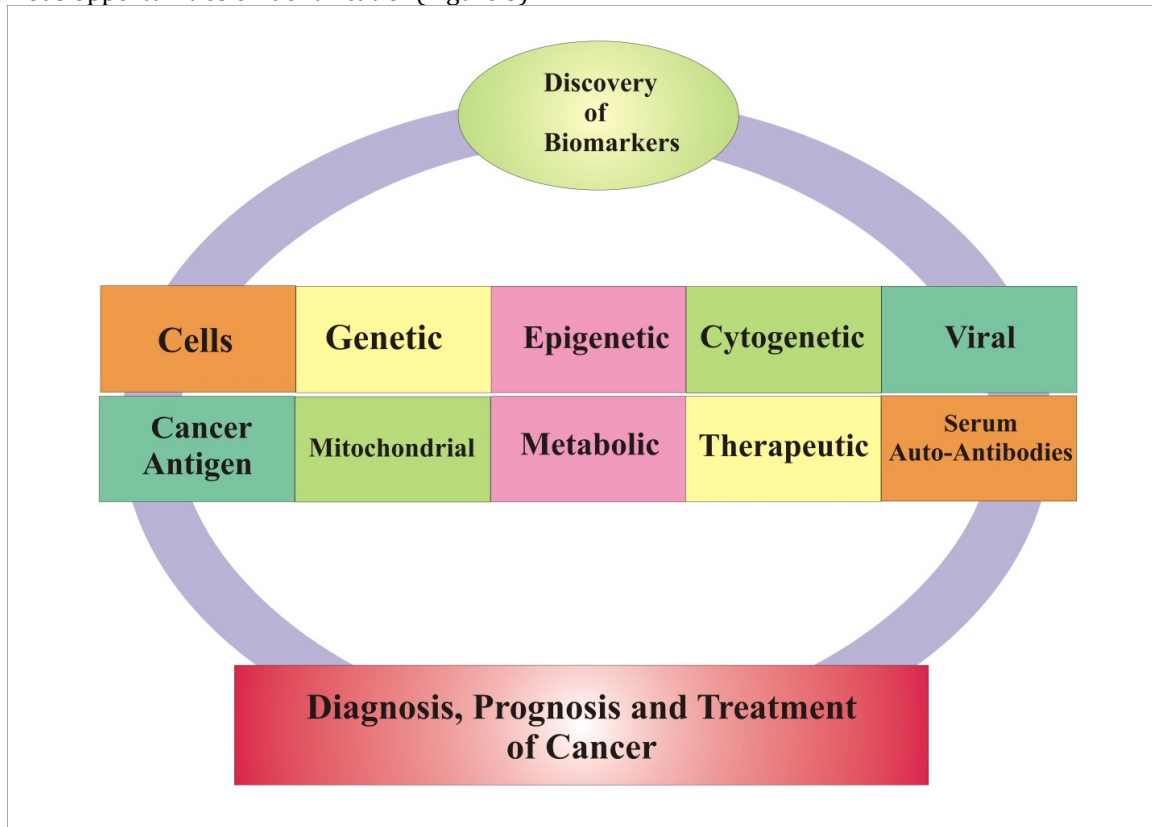 Discovery
of
Biomarkers
Cells
Genetic
Epigenetic
Cytogenetic
Viral
Cancer
Antigen
Mitochondrial
Metabolic
Therapeutic
Serum
Auto-Antibodies
Diagnosis, Prognosis and Treatment
of Cancer